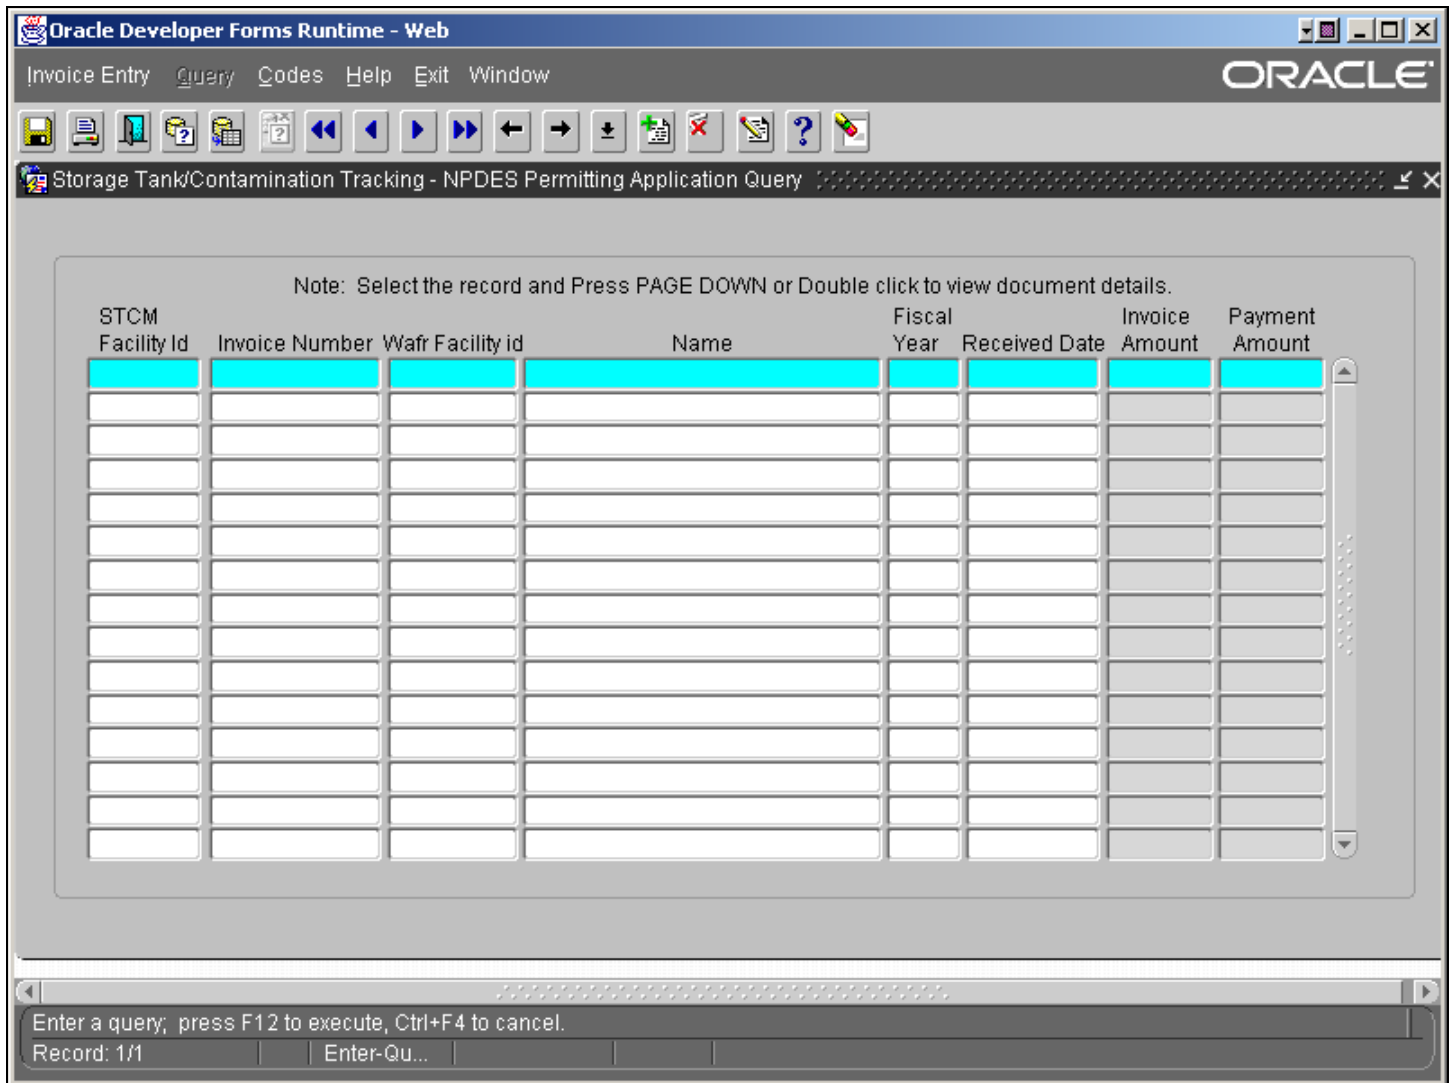 Oracle Developer Forms Runtime - Web
Invoice Entry Query Codes Help Exit Window ORACLE
Storage Tank/Contamination Tracking - NPDES Permitting Application Query
Note: Select the record and Press PAGE DOWN or Double click to view document details.
STCM Fiscal Invoice Payment
Facility Id Invoice Number Wafr Facility id Name Year Received Date Amount Amount
Enter a query; press F12 to execute, Ctrl+F4 to cancel.
Record: 1/1 Enter-Qu...